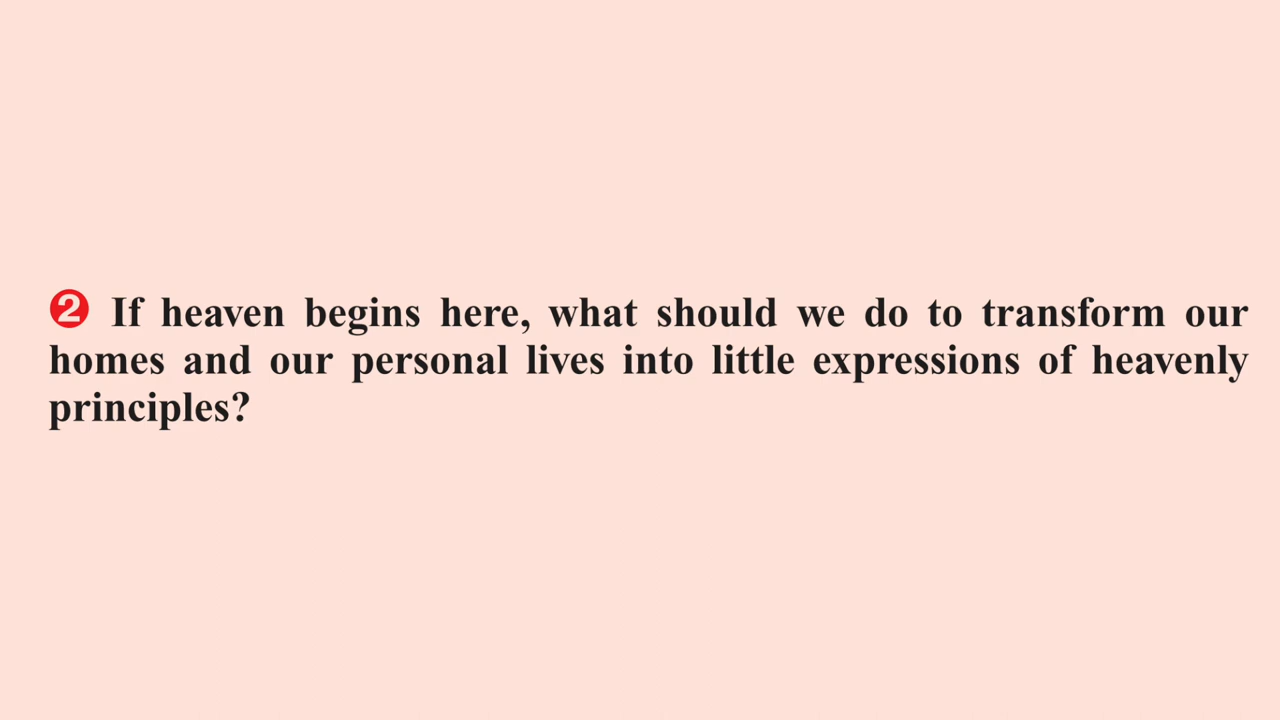 ❷ If heaven begins here, what should we do to transform our
homes and our personal lives into little expressions of heavenly
principles?